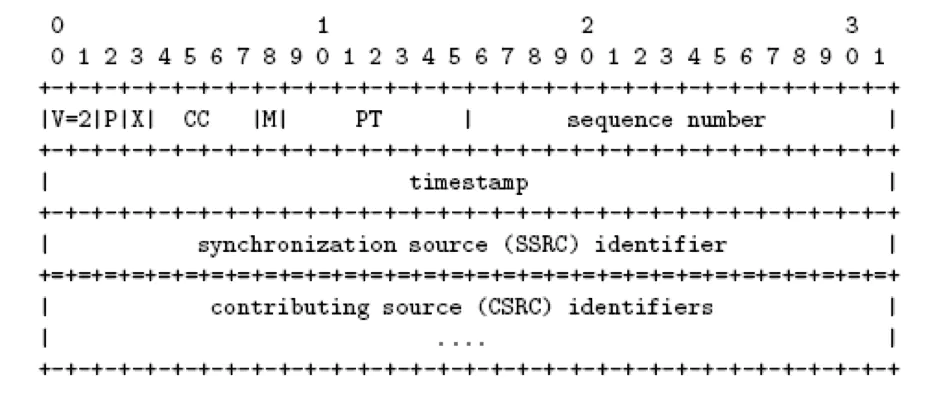 0                   1                   2                   3
 0 1 2 3 4 5 6 7 8 9 0 1 2 3 4 5 6 7 8 9 0 1 2 3 4 5 6 7 8 9 0 1
+-+-+-+-+-+-+-+-+-+-+-+-+-+-+-+-+-+-+-+-+-+-+-+-+-+-+-+-+-+-+-+-+
|V=2|P|X|  CC   |M|     PT      |       sequence number         |
+-+-+-+-+-+-+-+-+-+-+-+-+-+-+-+-+-+-+-+-+-+-+-+-+-+-+-+-+-+-+-+-+
|                           timestamp                           |
+-+-+-+-+-+-+-+-+-+-+-+-+-+-+-+-+-+-+-+-+-+-+-+-+-+-+-+-+-+-+-+-+
|           synchronization source (SSRC) identifier            |
+=+=+=+=+=+=+=+=+=+=+=+=+=+=+=+=+=+=+=+=+=+=+=+=+=+=+=+=+=+=+=+=+
|            contributing source (CSRC) identifiers             |
|                             ....                              |
+-+-+-+-+-+-+-+-+-+-+-+-+-+-+-+-+-+-+-+-+-+-+-+-+-+-+-+-+-+-+-+-+